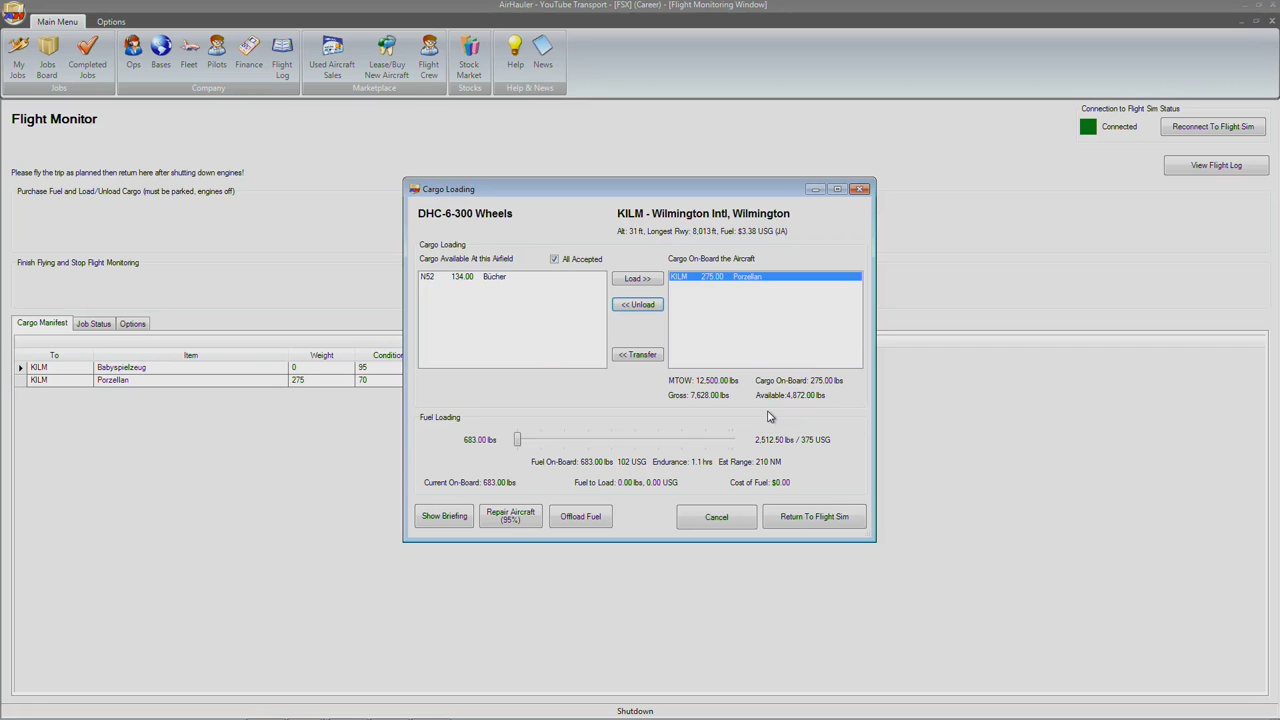 AirHauler - YouTube Transport - [FSX] (Career) - [Flight Monitoring Window]
Main Menu Options
My Jobs
Jobs Board
Completed Jobs
Ops
Bases
Fleet
Pilots
Finance
Flight Log
Used Aircraft Sales
Lease/Buy New Aircraft
Flight Crew
Stock Market
Help
News
Jobs
Company
Marketplace
Stocks
Help & News
Flight Monitor
Connection to Flight Sim Status
Connected
Reconnect To Flight Sim
View Flight Log
Please fly the trip as planned then return here after shutting down engines!
Purchase Fuel and Load/Unload Cargo (must be parked, engines off)
Finish Flying and Stop Flight Monitoring
Cargo Manifest Job Status Options
To Item Weight Conditio
KILM Babyspielzeug 0 95
KILM Porzellan 275 70
Cargo Loading
DHC-6-300 Wheels
KILM - Wilmington Intl, Wilmington
Alt: 31 ft, Longest Rwy: 8,013 ft, Fuel: $3.38 USG (JA)
Cargo Loading
Cargo Available At this Airfield
All Accepted
Cargo On-Board the Aircraft
N52 134.00 Bücher
Load >>
<< Unload
<< Transfer
KILM 275.00 Porzellan
MTOW: 12,500.00 lbs Cargo On-Board: 275.00 lbs
Gross: 7,628.00 lbs Available:4,872.00 lbs
Fuel Loading
683.00 lbs
2,512.50 lbs / 375 USG
Fuel On-Board: 683.00 lbs 102 USG Endurance: 1.1 hrs Est Range: 210 NM
Current On-Board: 683.00 lbs Fuel to Load: 0.00 lbs, 0.00 USG Cost of Fuel: $0.00
Show Briefing
Repair Aircraft (95%)
Offload Fuel
Cancel
Return To Flight Sim
Shutdown